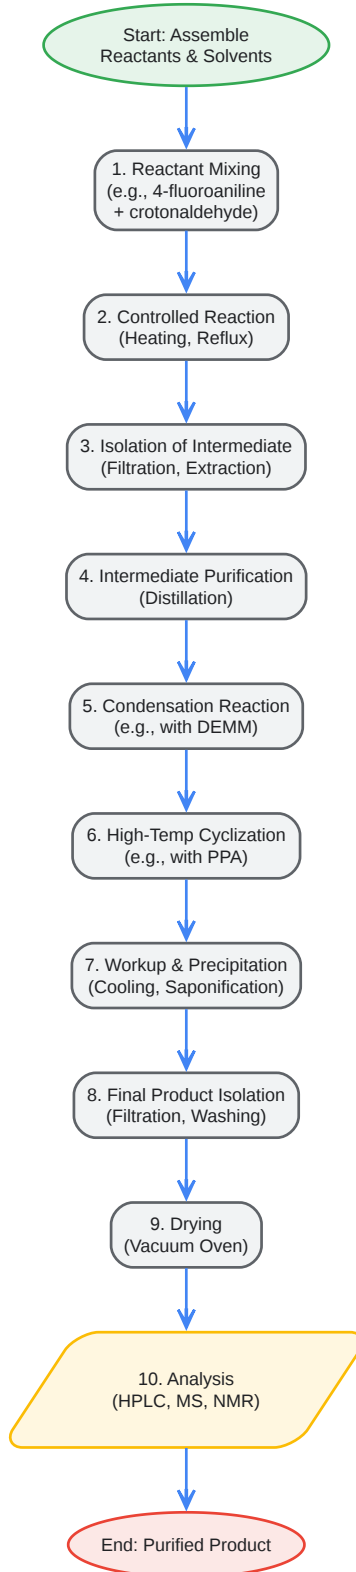 Start: Assemble
Reactants & Solvents
1. Reactant Mixing
(e.g., 4-fluoroaniline
+ crotonaldehyde)
2. Controlled Reaction
(Heating, Reflux)
3. Isolation of Intermediate
(Filtration, Extraction)
4. Intermediate Purification
(Distillation)
5. Condensation Reaction
(e.g., with DEMM)
6. High-Temp Cyclization
(e.g., with PPA)
7. Workup & Precipitation
(Cooling, Saponification)
8. Final Product Isolation
(Filtration, Washing)
9. Drying
(Vacuum Oven)
10. Analysis
(HPLC, MS, NMR)
End: Purified Product